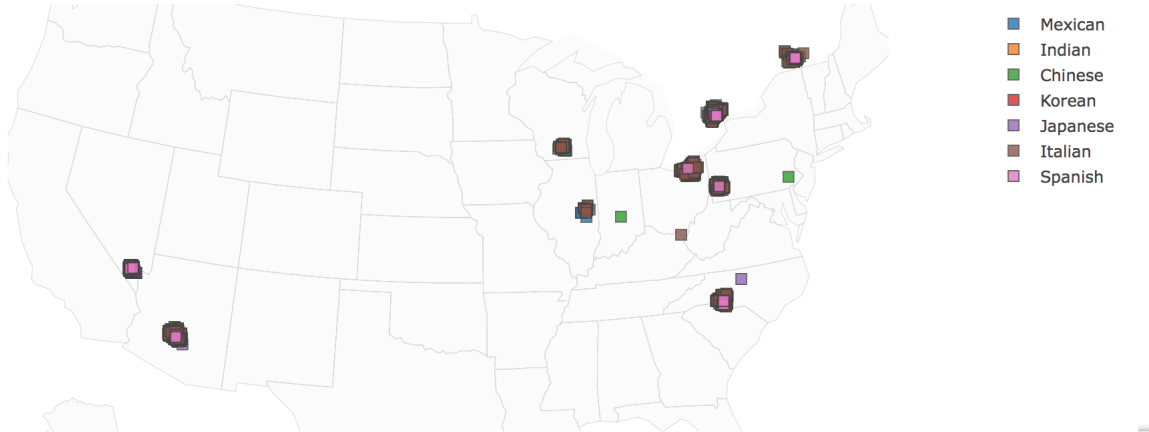 Mexican
Indian
Chinese
Korean
Japanese
Italian
Spanish